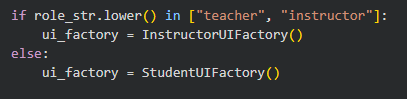 if role_str.lower() in ["teacher", "instructor"]:
    ui_factory = InstructorUIFactory()
else:
    ui_factory = StudentUIFactory()